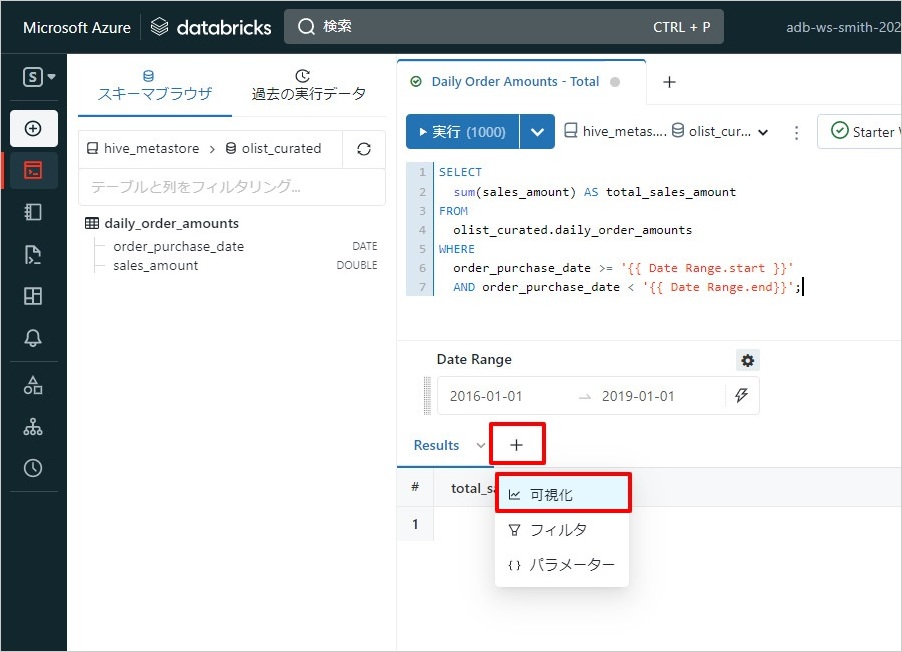 Microsoft Azure databricks 検索 CTRL + P adb-ws-smith-202
S スキーマブラウザ 過去の実行データ
Daily Order Amounts - Total
実行 (1000) hive_metas.... olist_cur... Starter
hive_metastore > olist_curated
テーブルと列をフィルタリング...
daily_order_amounts
order_purchase_date DATE
sales_amount DOUBLE
1 SELECT
2 sum(sales_amount) AS total_sales_amount
3 FROM
4 olist_curated.daily_order_amounts
5 WHERE
6 order_purchase_date >= '{{ Date Range.start }}'
7 AND order_purchase_date < '{{ Date Range.end}}';
Date Range
2016-01-01 → 2019-01-01
Results +
# total_sa
可視化
1
フィルタ
{} パラメーター